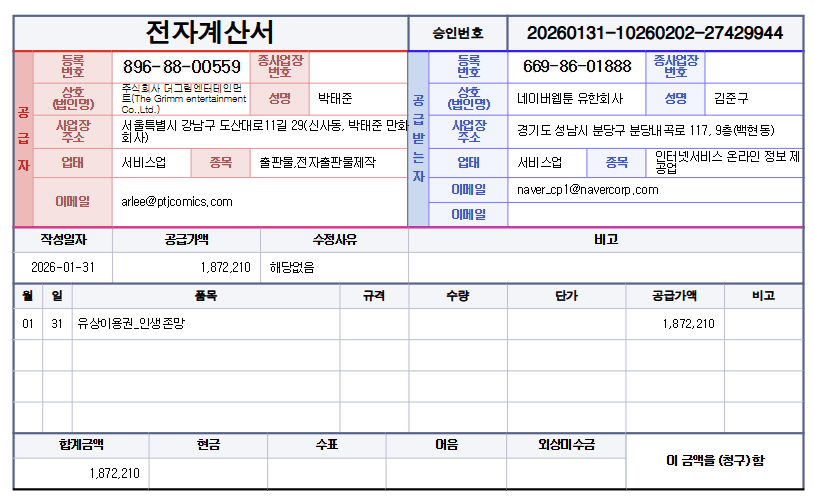 전자계산서 승인번호 20260131-10260202-27429944
공급자
등록번호 896-88-00559 종사업장번호
상호(법인명) 주식회사 더그림엔터테인먼트(The Grimm entertainment Co.,Ltd.) 성명 박태준
사업장주소 서울특별시 강남구 도산대로11길 29(신사동, 박태준 만화회사)
업태 서비스업 종목 출판물,전자출판물제작
이메일 arlee@ptjcomics.com
공급받는자
등록번호 669-86-01888 종사업장번호
상호(법인명) 네이버웹툰 유한회사 성명 김준구
사업장주소 경기도 성남시 분당구 분당내곡로 117, 9층(백현동)
업태 서비스업 종목 인터넷서비스 온라인 정보 제공업
이메일 naver_cp1@navercorp.com
이메일
작성일자 공급가액 수정사유 비고
2026-01-31 1,872,210 해당없음
월 일 품목 규격 수량 단가 공급가액 비고
01 31 유상이용권_인생존망 1,872,210
합계금액 현금 수표 어음 외상미수금 이 금액을 (청구) 함
1,872,210